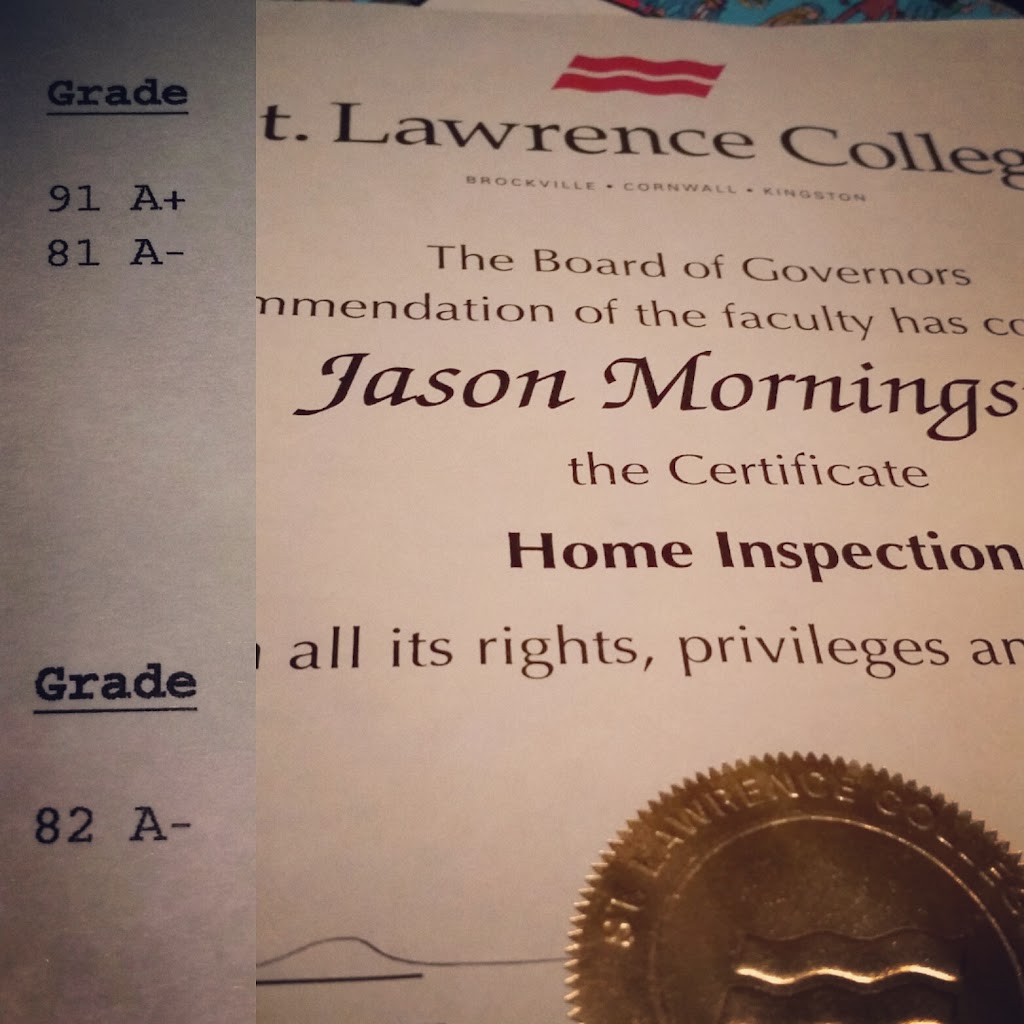 Grade
91 A+
81 A-
Grade
82 A-
t. Lawrence Colleg
BROCKVILLE • CORNWALL • KINGSTON
The Board of Governors
mmendation of the faculty has co
Jason Mornings
the Certificate
Home Inspection
all its rights, privileges an
ST. LAWRENCE COLLEGE